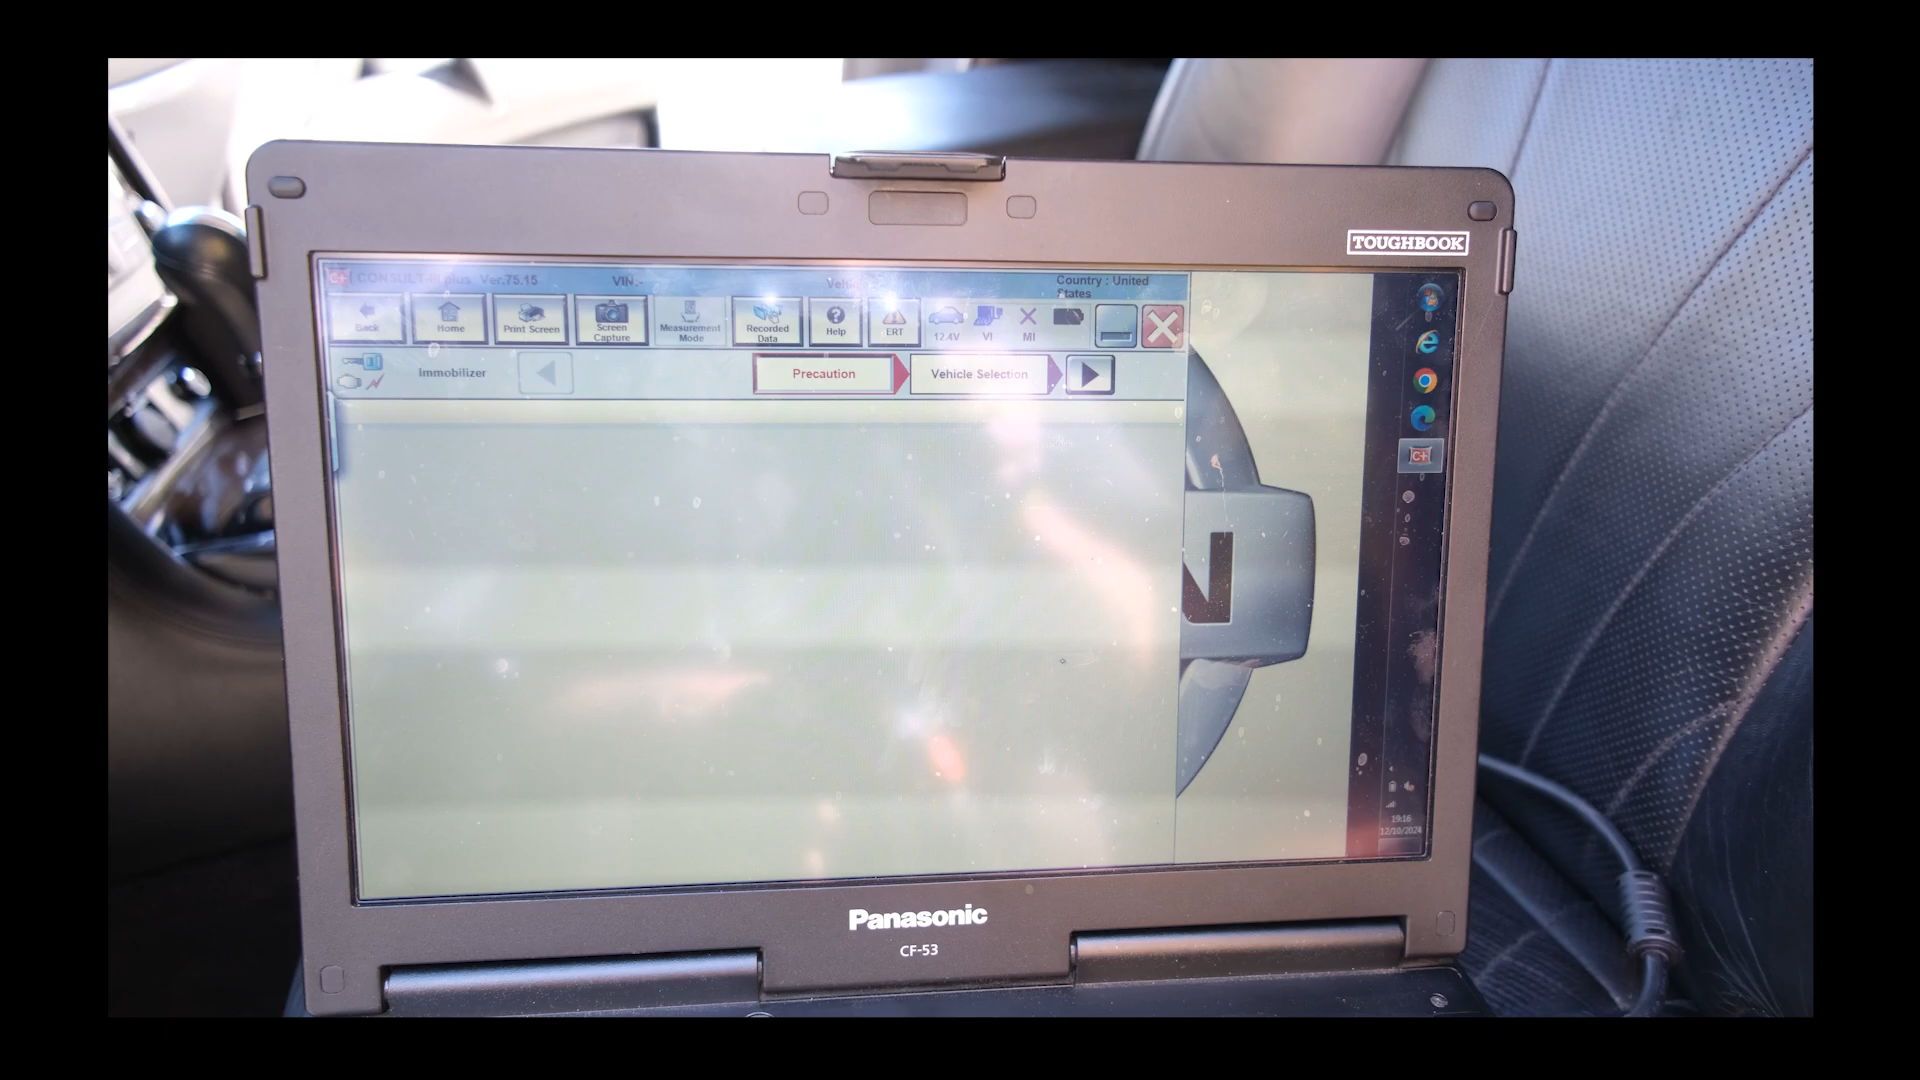 TOUGHBOOK
CONSULT-III plus Ver.75.15 VIN:- Vehicle : Country : United States
Back
Home
Print Screen
Screen Capture
Measurement Mode
Recorded Data
Help
ERT
12.4V
VI
MI
Immobilizer
Precaution
Vehicle Selection
C+
N
19:16
12/10/2024
Panasonic
CF-53